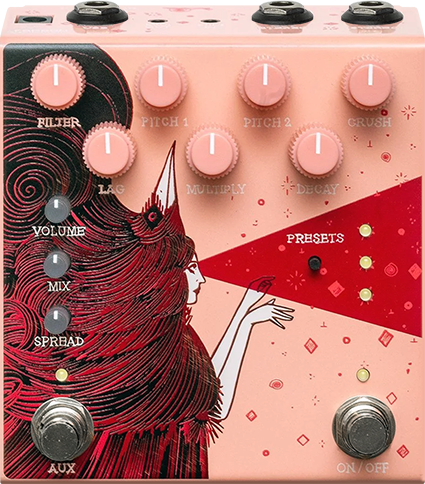 FILTER
PITCH 1
PITCH 2
CRUSH
LAG
MULTIPLY
DECAY
VOLUME
PRESETS
MIX
SPREAD
AUX
ON/OFF